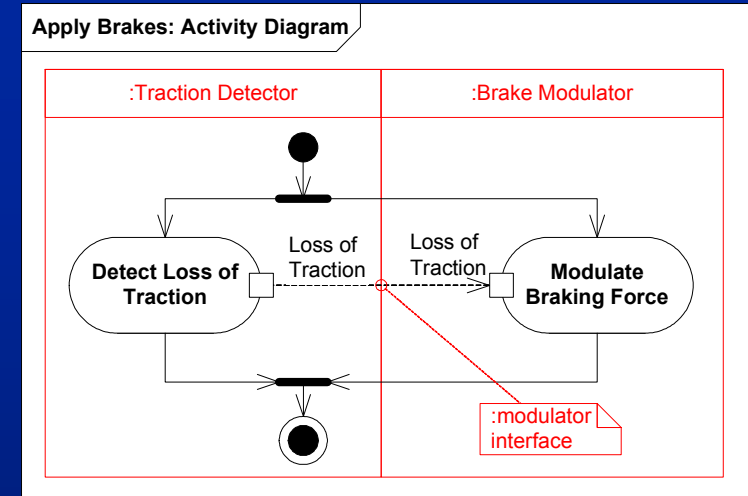 Apply Brakes: Activity Diagram
:Traction Detector
:Brake Modulator
Loss of
Traction
Loss of
Traction
Detect Loss of
Traction
Modulate
Braking Force
:modulator
interface